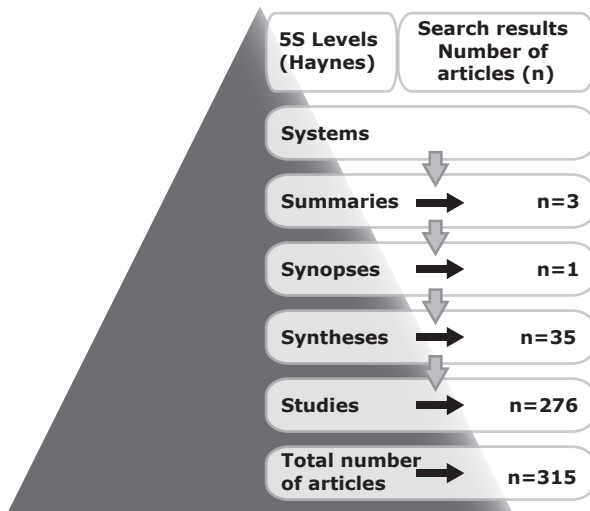 5S Levels
(Haynes)
Search results
Number of
articles (n)
Systems
Summaries n=3
Synopses n=1
Syntheses n=35
Studies n=276
Total number
of articles n=315